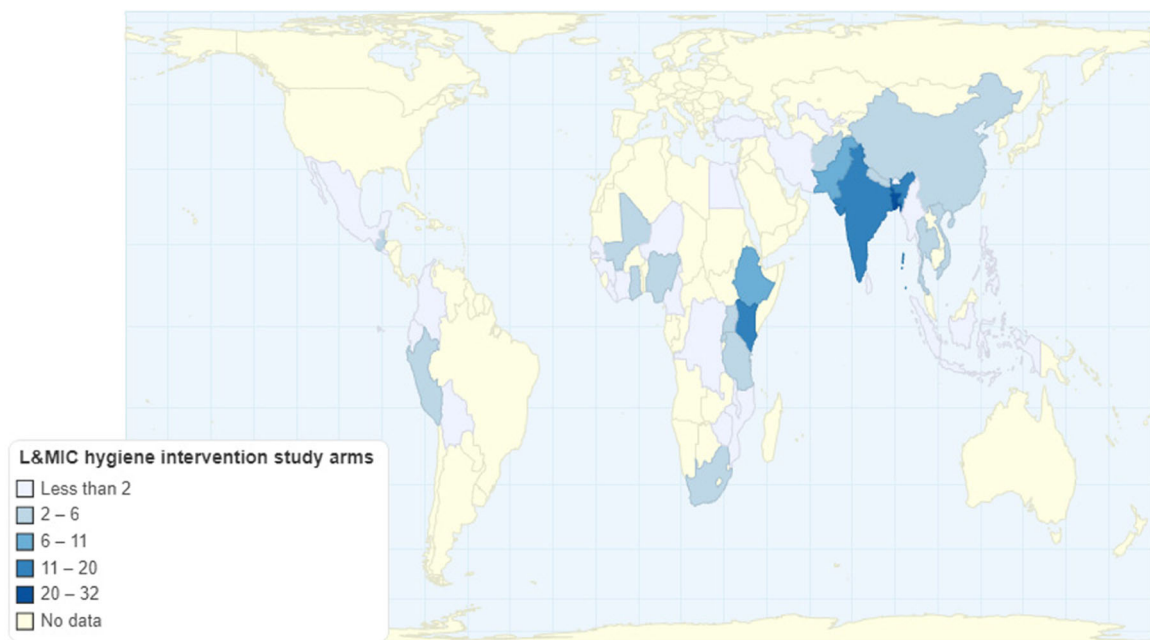 L&MIC hygiene intervention study arms
Less than 2
2 – 6
6 – 11
11 – 20
20 – 32
No data